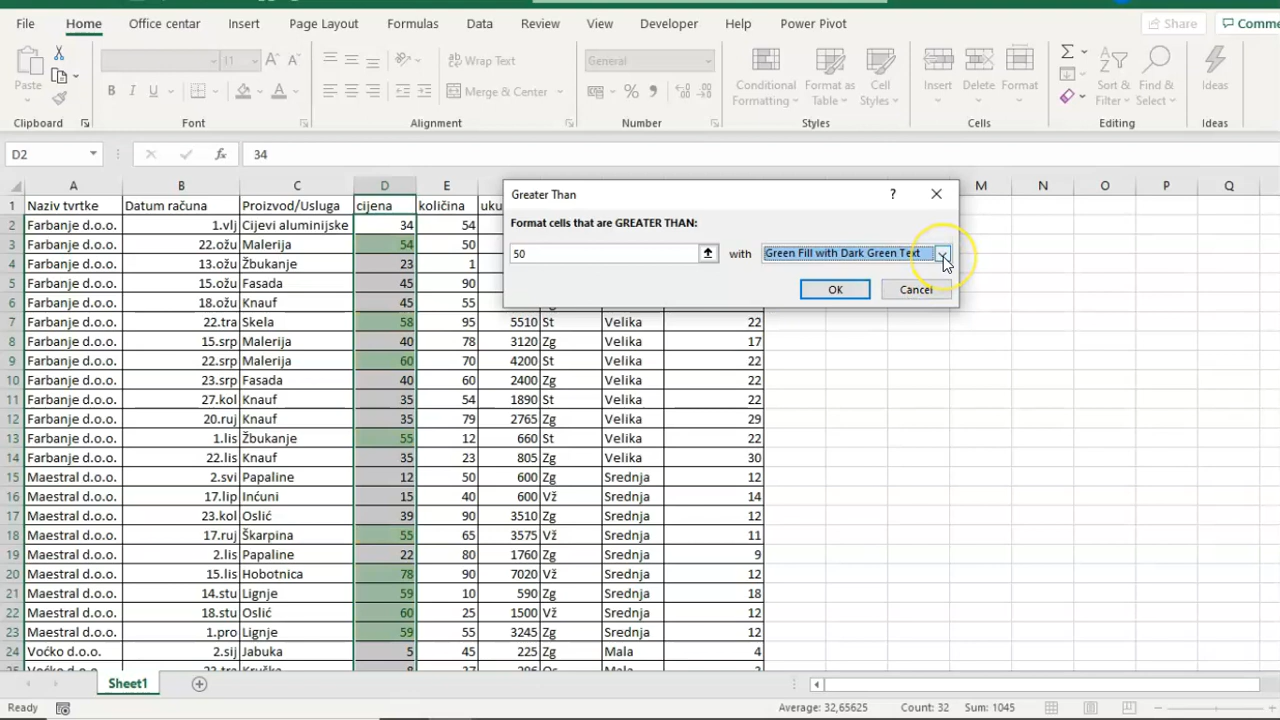 File Home Office centar Insert Page Layout Formulas Data Review View Developer Help Power Pivot Share Comme
11 General
Paste B I U Wrap Text Merge & Center % Conditional Formatting Format as Table Cell Styles Insert Delete Format Sort & Filter Find & Select Ideas
Clipboard Font Alignment Number Styles Cells Editing Ideas
D2 fx 34
A B C D E M N O P Q
1 Naziv tvrtke Datum računa Proizvod/Usluga cijena količina uku
2 Farbanje d.o.o. 1.vlj Cijevi aluminijske 34 54
3 Farbanje d.o.o. 22.ožu Malerija 54 50
4 Farbanje d.o.o. 13.ožu Žbukanje 23 1
5 Farbanje d.o.o. 15.ožu Fasada 45 90
6 Farbanje d.o.o. 18.ožu Knauf 45 55
7 Farbanje d.o.o. 22.tra Skela 58 95 5510 St Velika 22
8 Farbanje d.o.o. 15.srp Malerija 40 78 3120 Zg Velika 17
9 Farbanje d.o.o. 22.srp Malerija 60 70 4200 St Velika 22
10 Farbanje d.o.o. 23.srp Fasada 40 60 2400 Zg Velika 22
11 Farbanje d.o.o. 27.kol Knauf 35 54 1890 St Velika 22
12 Farbanje d.o.o. 20.ruj Knauf 35 79 2765 Zg Velika 29
13 Farbanje d.o.o. 1.lis Žbukanje 55 12 660 St Velika 22
14 Farbanje d.o.o. 22.lis Knauf 35 23 805 Zg Velika 30
15 Maestral d.o.o. 2.svi Papaline 12 50 600 Zg Srednja 12
16 Maestral d.o.o. 17.lip Inćuni 15 40 600 Vž Srednja 14
17 Maestral d.o.o. 23.kol Oslić 39 90 3510 Zg Srednja 12
18 Maestral d.o.o. 17.ruj Škarpina 55 65 3575 Vž Srednja 11
19 Maestral d.o.o. 2.lis Papaline 22 80 1760 Zg Srednja 9
20 Maestral d.o.o. 15.lis Hobotnica 78 90 7020 Vž Srednja 12
21 Maestral d.o.o. 14.stu Lignje 59 10 590 Zg Srednja 18
22 Maestral d.o.o. 18.stu Oslić 60 25 1500 Vž Srednja 12
23 Maestral d.o.o. 1.pro Lignje 59 55 3245 Zg Srednja 12
24 Voćko d.o.o. 2.sij Jabuka 5 45 225 Zg Mala 4
Greater Than ?
Format cells that are GREATER THAN:
50 with Green Fill with Dark Green Text
OK Cancel
Sheet1
Ready Average: 32,65625 Count: 32 Sum: 1045